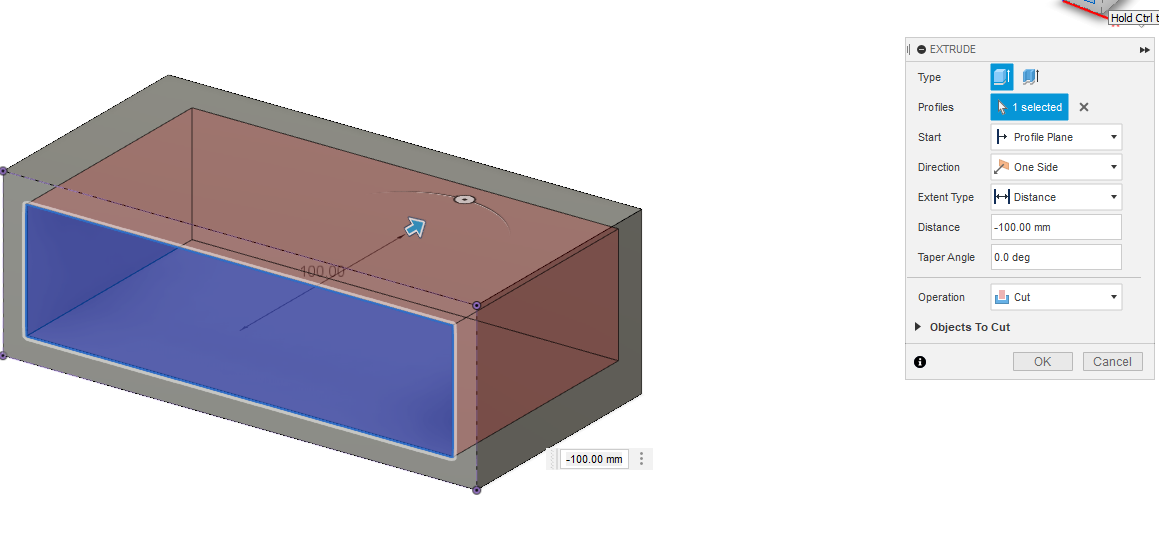 Hold Ctrl t
EXTRUDE
Type
Profiles 1 selected
Start Profile Plane
Direction One Side
Extent Type Distance
Distance -100.00 mm
Taper Angle 0.0 deg
Operation Cut
Objects To Cut
OK Cancel
100.00
-100.00 mm